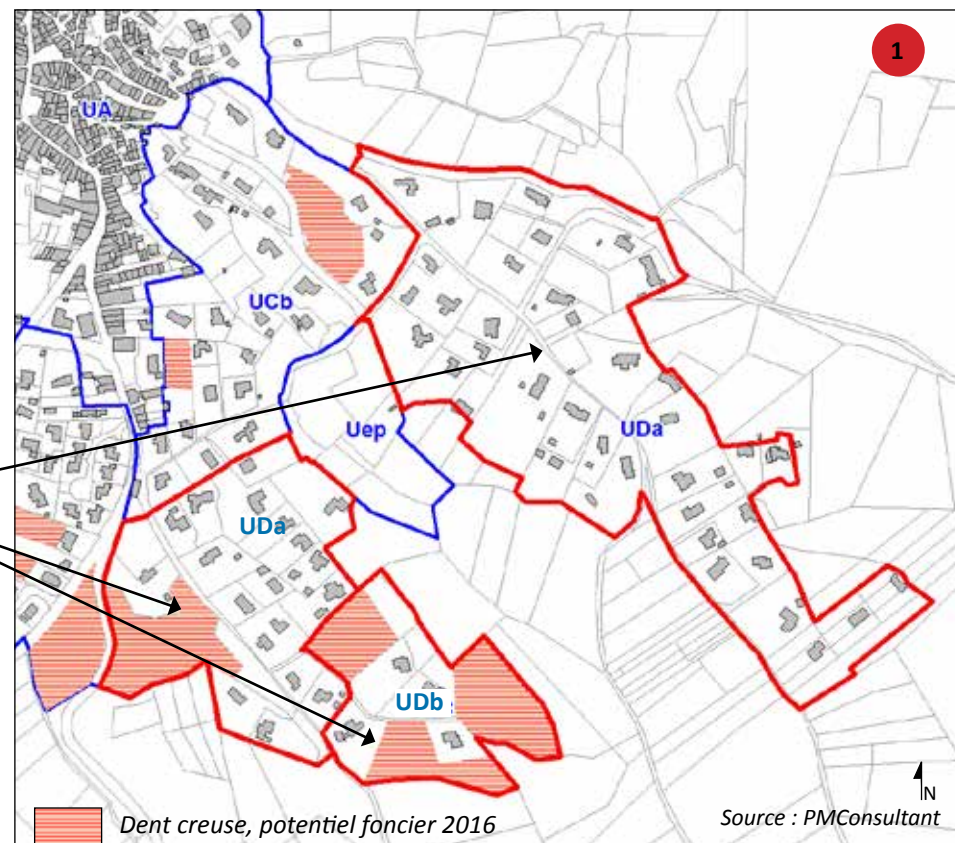 1
UA
UCb
Uep
UDa
UDa
UDb
N
Dent creuse, potentiel foncier 2016
Source : PMConsultant